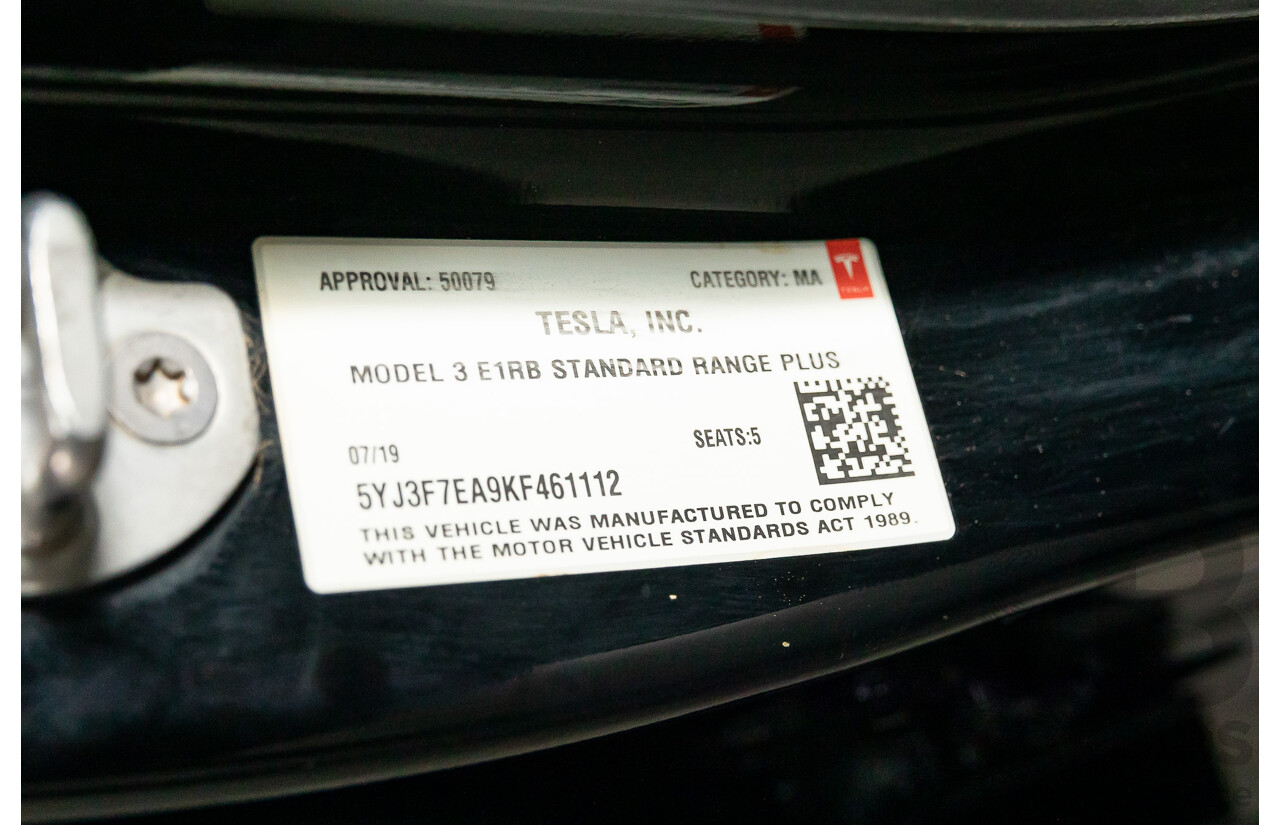 APPROVAL: 50079 CATEGORY: MA
TESLA
TESLA, INC.
MODEL 3 E1RB STANDARD RANGE PLUS
07/19 SEATS:5
5YJ3F7EA9KF461112
THIS VEHICLE WAS MANUFACTURED TO COMPLY
WITH THE MOTOR VEHICLE STANDARDS ACT 1989.